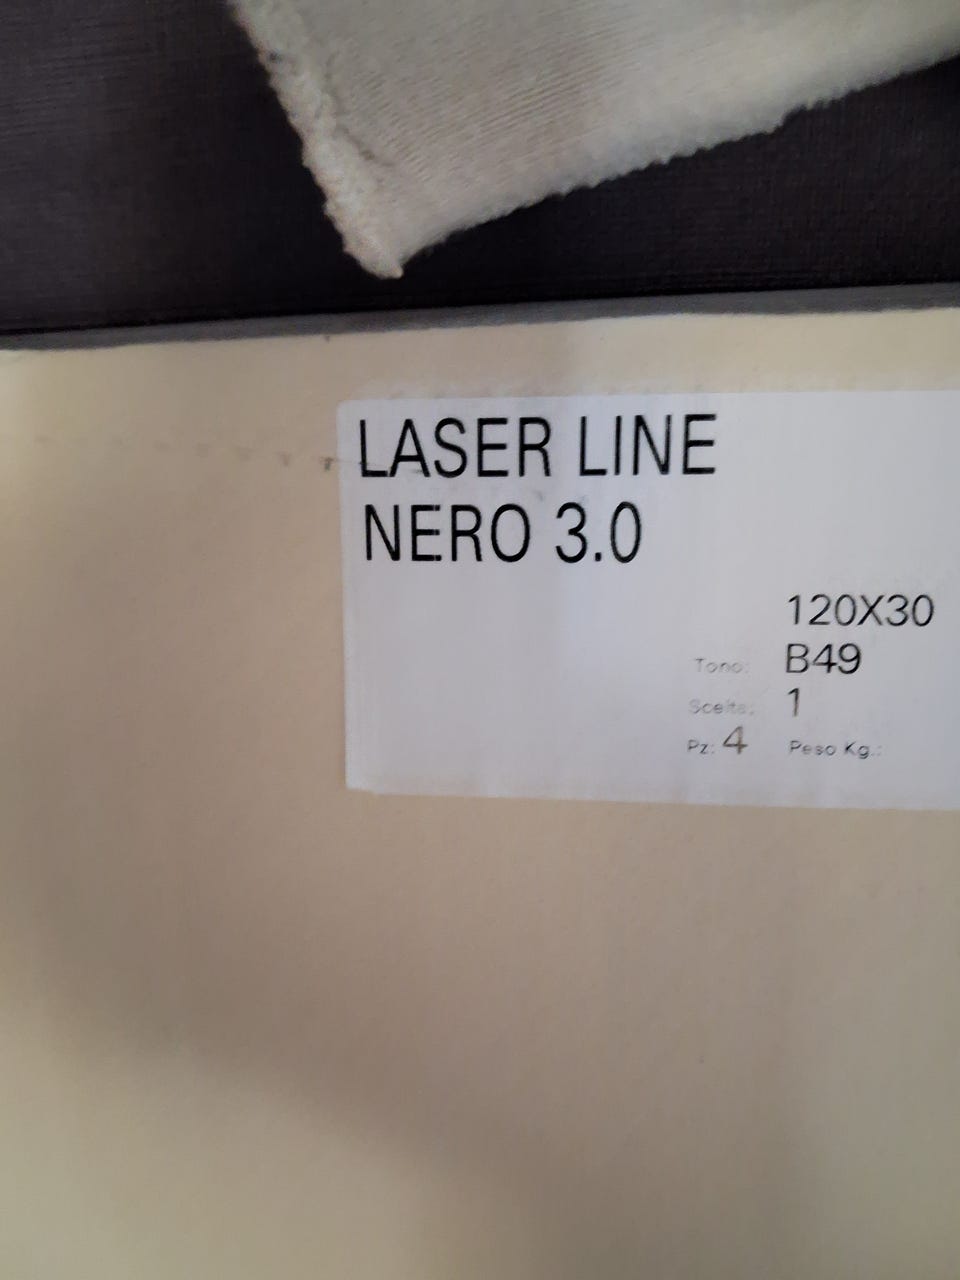 LASER LINE
NERO 3.0
120X30
Tono: B49
Scelta: 1
Pz: 4 Peso Kg.: